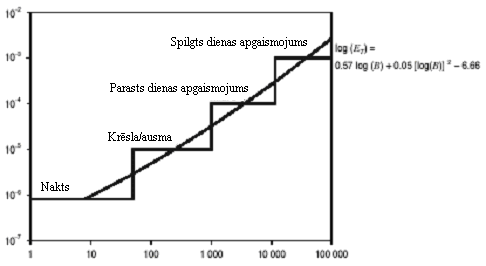 10⁻²
Spilgts dienas apgaismojums
log (E_T) =
0.57 log (B) + 0.05 [log(B)]² − 6.66
10⁻³
Parasts dienas apgaismojums
10⁻⁴
Krēsla/ausma
10⁻⁵
Nakts
10⁻⁶
10⁻⁷
1 10 100 1 000 10 000 100 000